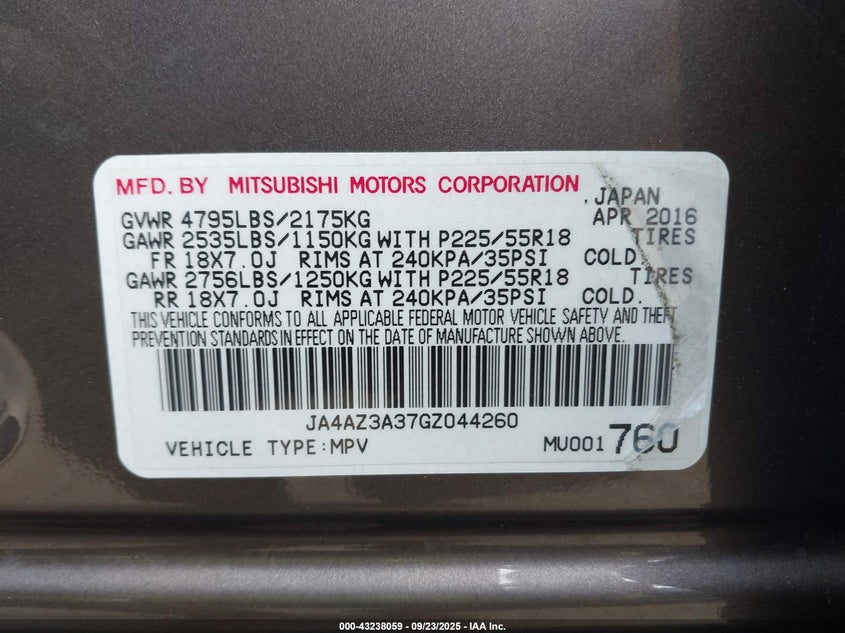 MFD. BY MITSUBISHI MOTORS CORPORATION , JAPAN
GVWR 4795LBS/2175KG APR 2016
GAWR 2535LBS/1150KG WITH P225/55R18 TIRES
FR 18X7.0J RIMS AT 240KPA/35PSI COLD.
GAWR 2756LBS/1250KG WITH P225/55R18 TIRES
RR 18X7.0J RIMS AT 240KPA/35PSI COLD.
THIS VEHICLE CONFORMS TO ALL APPLICABLE FEDERAL MOTOR VEHICLE SAFETY AND THEFT
PREVENTION STANDARDS IN EFFECT ON THE DATE OF MANUFACTURE SHOWN ABOVE.
JA4AZ3A37GZ044260
VEHICLE TYPE:MPV MU001 760
000-43238059 - 09/23/2025 - IAA Inc.